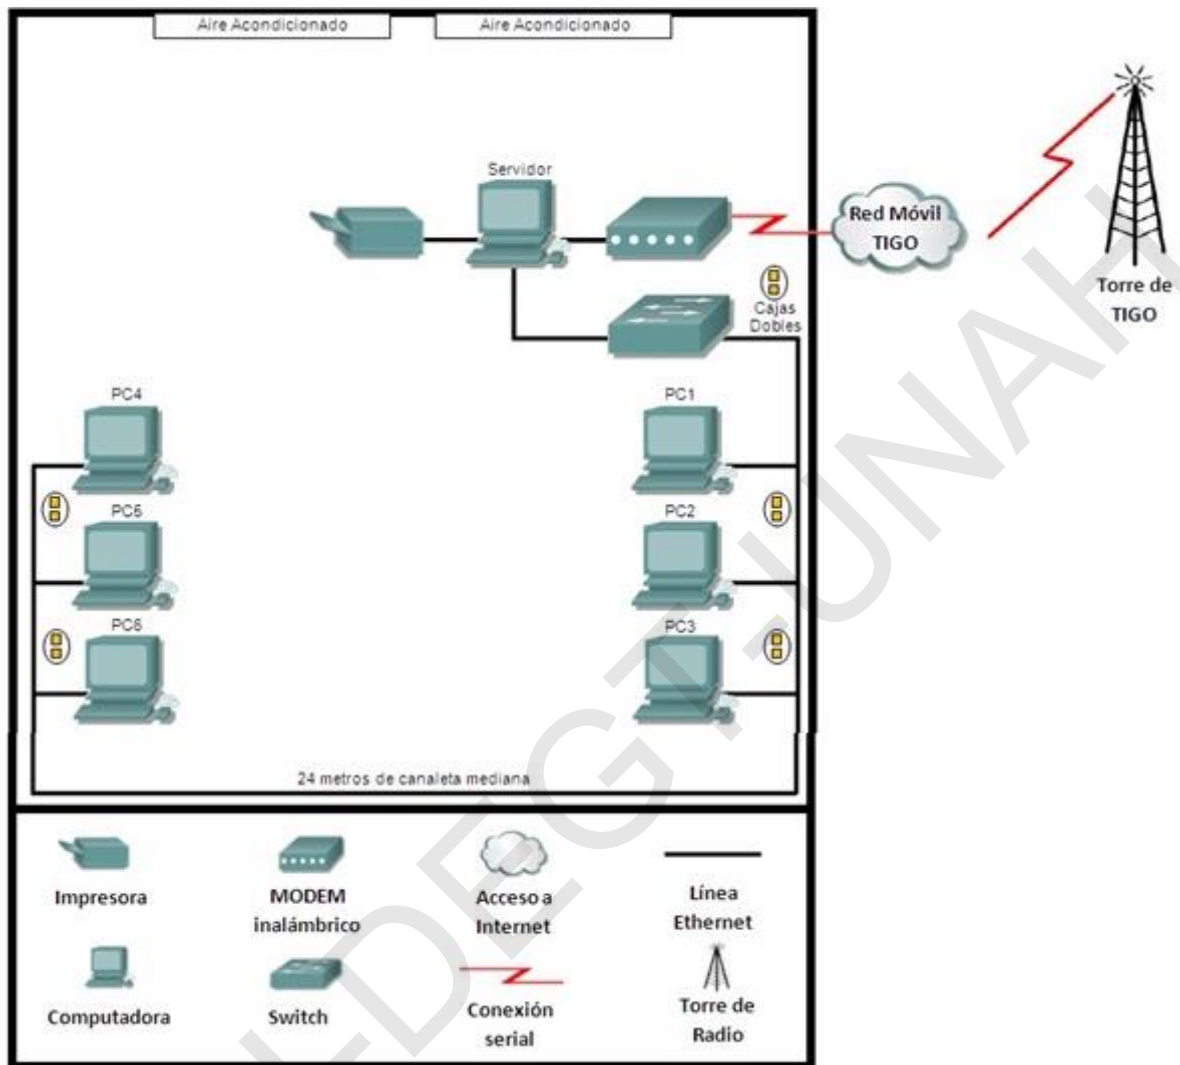 Aire Acondicionado
Aire Acondicionado
Servidor
Red Móvil
TIGO
Torre de
TIGO
Cajas
Dobles
PC4
PC1
PC5
PC2
PC6
PC3
24 metros de canaleta mediana
Impresora
MODEM
inalámbrico
Acceso a
Internet
Línea
Ethernet
Computadora
Switch
Conexión
serial
Torre de
Radio
-DEGT-UNAH